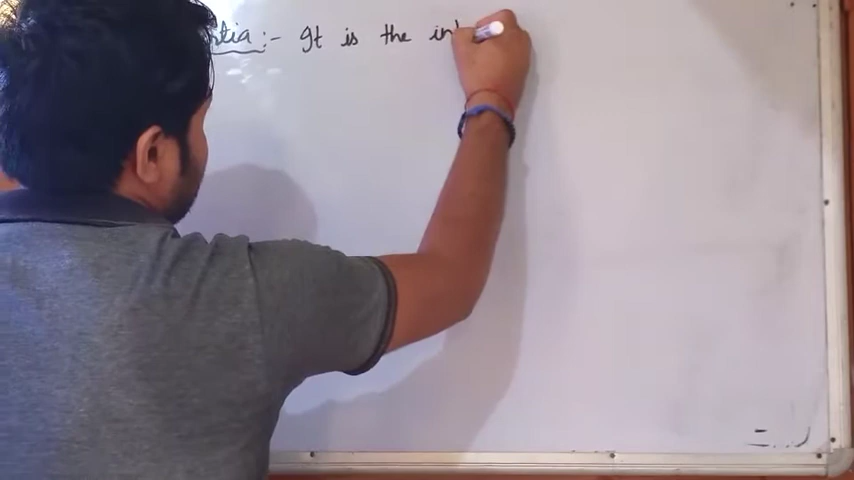 rtia :- It is the in